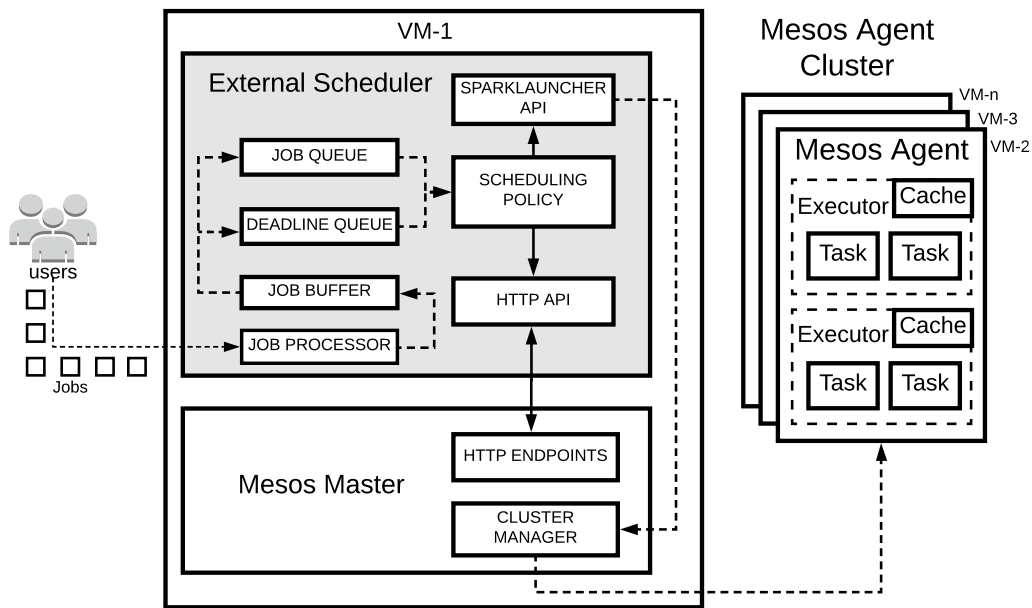 VM-1
External Scheduler
SPARKLAUNCHER
API
JOB QUEUE
SCHEDULING
POLICY
DEADLINE QUEUE
JOB BUFFER
HTTP API
JOB PROCESSOR
users
Jobs
Mesos Master
HTTP ENDPOINTS
CLUSTER
MANAGER
Mesos Agent
Cluster
VM-n
VM-3
VM-2
Mesos Agent
Executor
Cache
Task
Task
Executor
Cache
Task
Task